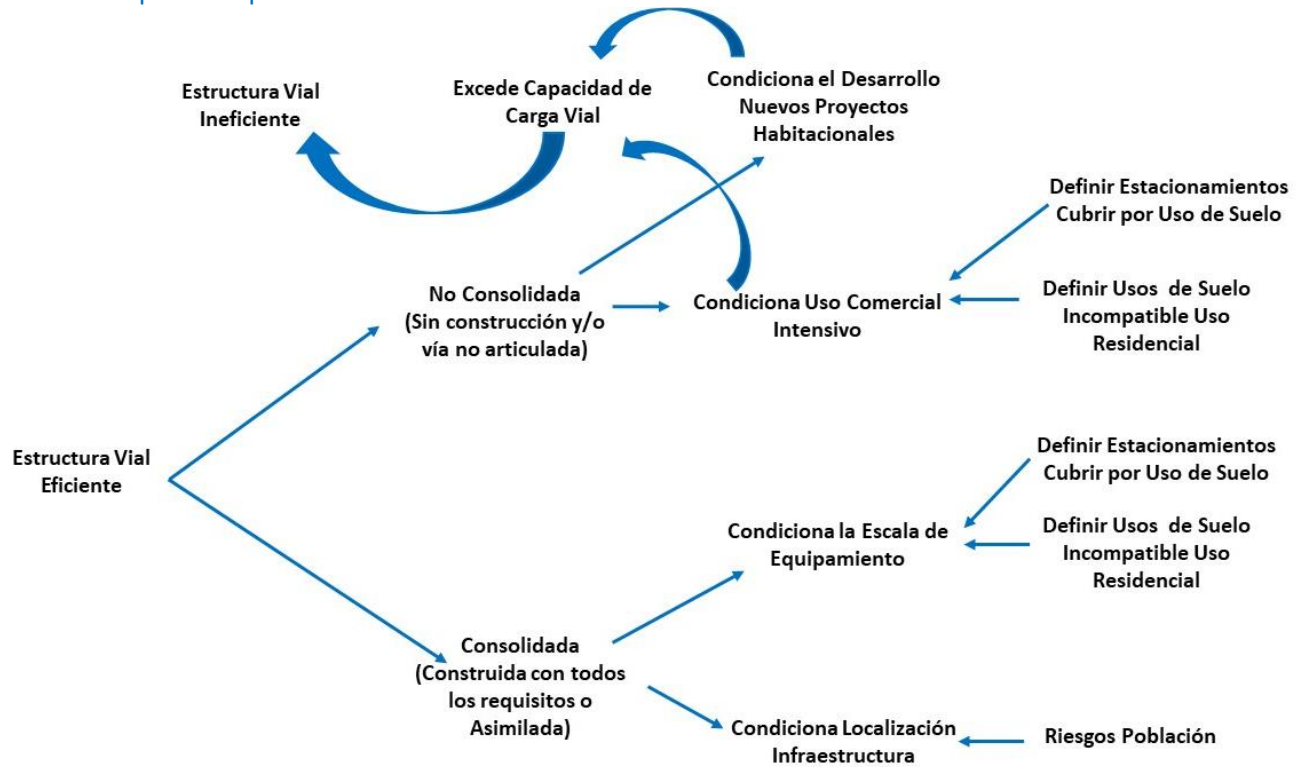 Estructura Vial
Ineficiente
Excede Capacidad de
Carga Vial
Condiciona el Desarrollo
Nuevos Proyectos
Habitacionales
Definir Estacionamientos
Cubrir por Uso de Suelo
No Consolidada
(Sin construcción y/o
vía no articulada)
Condiciona Uso Comercial
Intensivo
Definir Usos de Suelo
Incompatible Uso
Residencial
Estructura Vial
Eficiente
Definir Estacionamientos
Cubrir por Uso de Suelo
Condiciona la Escala de
Equipamiento
Definir Usos de Suelo
Incompatible Uso
Residencial
Consolidada
(Construida con todos
los requisitos o
Asimilada)
Condiciona Localización
Infraestructura
Riesgos Población